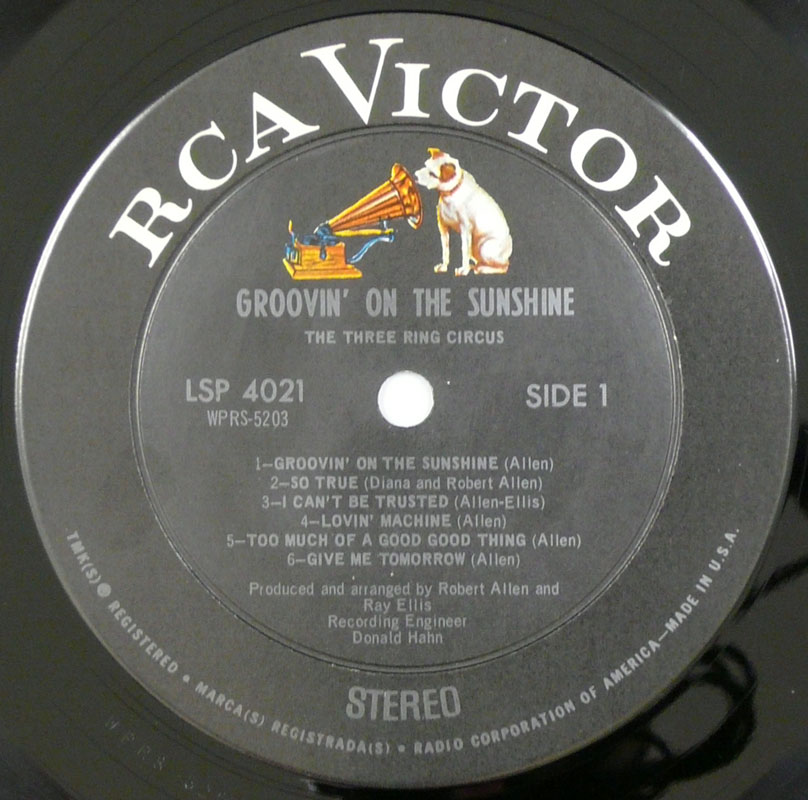 RCA VICTOR
GROOVIN' ON THE SUNSHINE
THE THREE RING CIRCUS
LSP 4021
WPRS-5203
SIDE 1
1—GROOVIN' ON THE SUNSHINE (Allen)
2—SO TRUE (Diana and Robert Allen)
3—I CAN'T BE TRUSTED (Allen-Ellis)
4—LOVIN' MACHINE (Allen)
5—TOO MUCH OF A GOOD GOOD THING (Allen)
6—GIVE ME TOMORROW (Allen)
Produced and arranged by Robert Allen and
Ray Ellis
Recording Engineer
Donald Hahn
STEREO
TMK(S) ® REGISTERED • MARCA(S) REGISTRADA(S) • RADIO CORPORATION OF AMERICA—MADE IN U.S.A.
WPRS